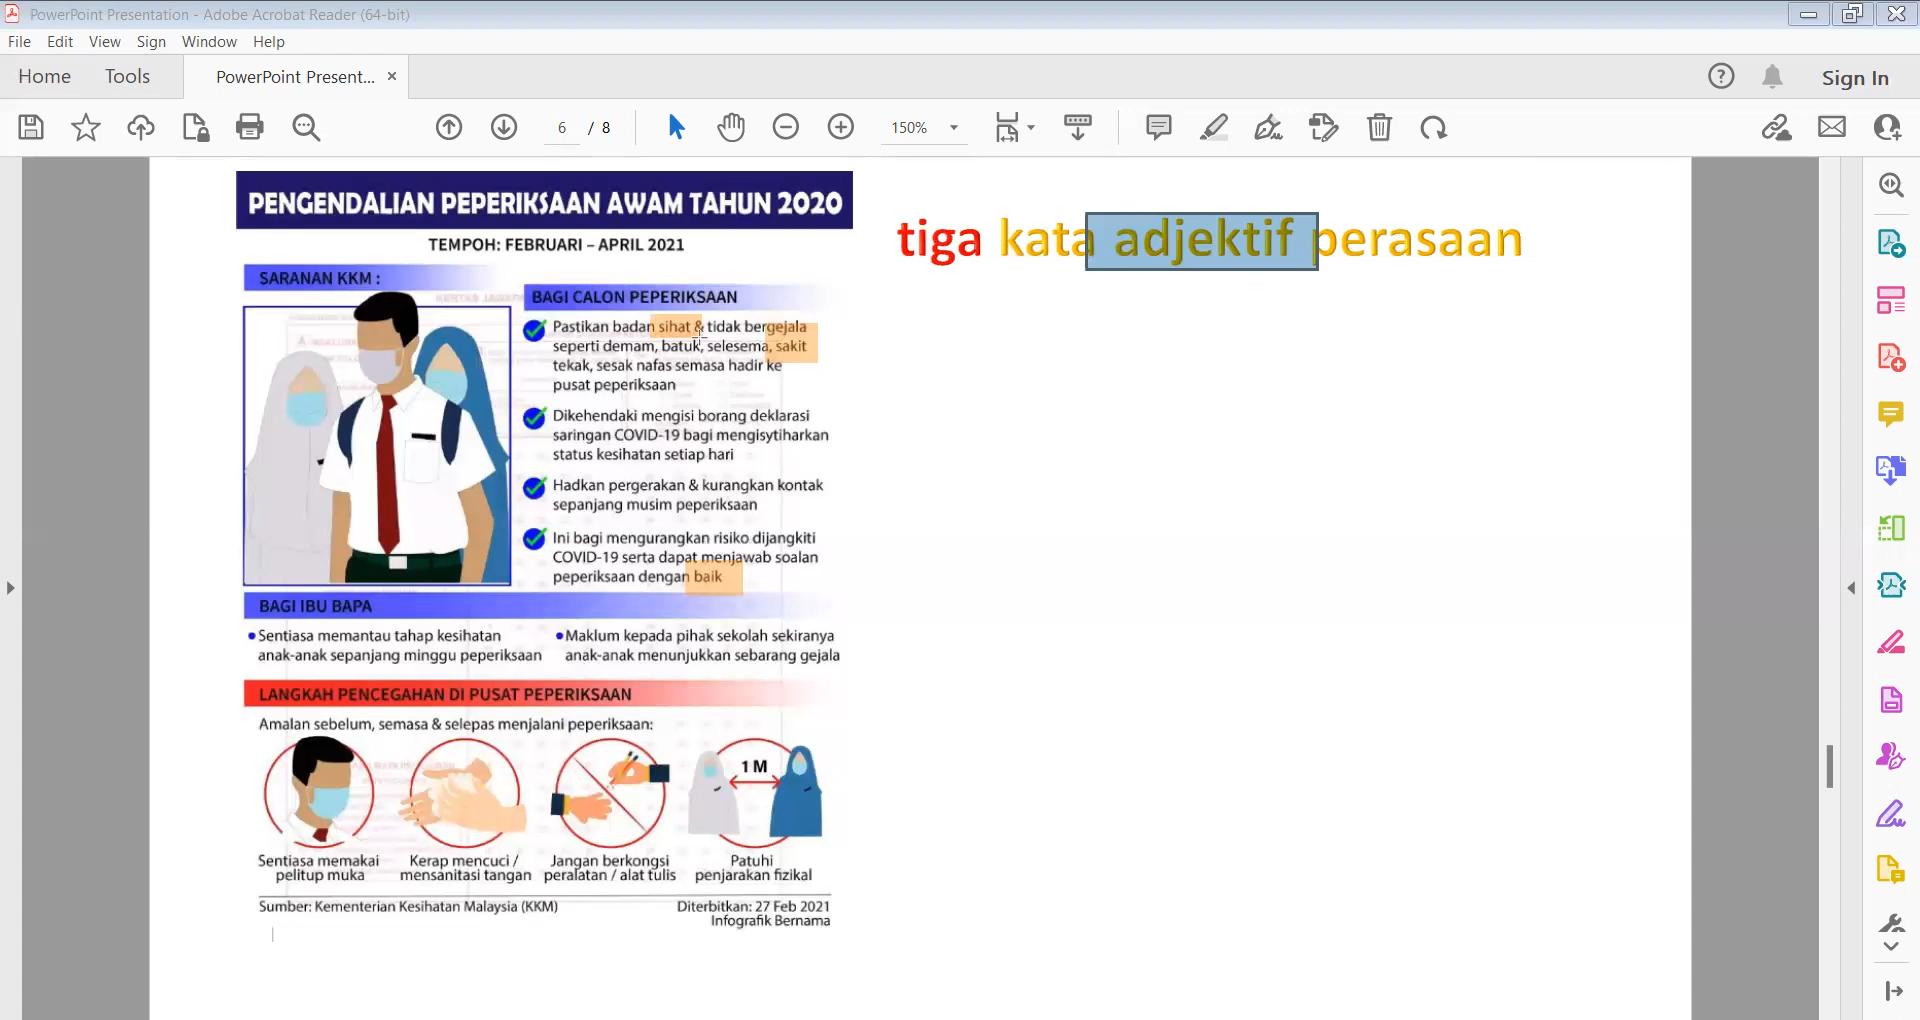 PowerPoint Presentation - Adobe Acrobat Reader (64-bit)
File Edit View Sign Window Help
Home Tools PowerPoint Present... × Sign In
6 / 8 150%
PENGENDALIAN PEPERIKSAAN AWAM TAHUN 2020
TEMPOH: FEBRUARI – APRIL 2021
tiga kata adjektif perasaan
SARANAN KKM :
BAGI CALON PEPERIKSAAN
Pastikan badan sihat & tidak bergejala
seperti demam, batuk, selesema, sakit
tekak, sesak nafas semasa hadir ke
pusat peperiksaan
Dikehendaki mengisi borang deklarasi
saringan COVID-19 bagi mengisytiharkan
status kesihatan setiap hari
Hadkan pergerakan & kurangkan kontak
sepanjang musim peperiksaan
Ini bagi mengurangkan risiko dijangkiti
COVID-19 serta dapat menjawab soalan
peperiksaan dengan baik
BAGI IBU BAPA
• Sentiasa memantau tahap kesihatan
anak-anak sepanjang minggu peperiksaan
• Maklum kepada pihak sekolah sekiranya
anak-anak menunjukkan sebarang gejala
LANGKAH PENCEGAHAN DI PUSAT PEPERIKSAAN
Amalan sebelum, semasa & selepas menjalani peperiksaan:
1 M
Sentiasa memakai
pelitup muka
Kerap mencuci /
mensanitasi tangan
Jangan berkongsi
peralatan / alat tulis
Patuhi
penjarakan fizikal
Sumber: Kementerian Kesihatan Malaysia (KKM)
Diterbitkan: 27 Feb 2021
Infografik Bernama